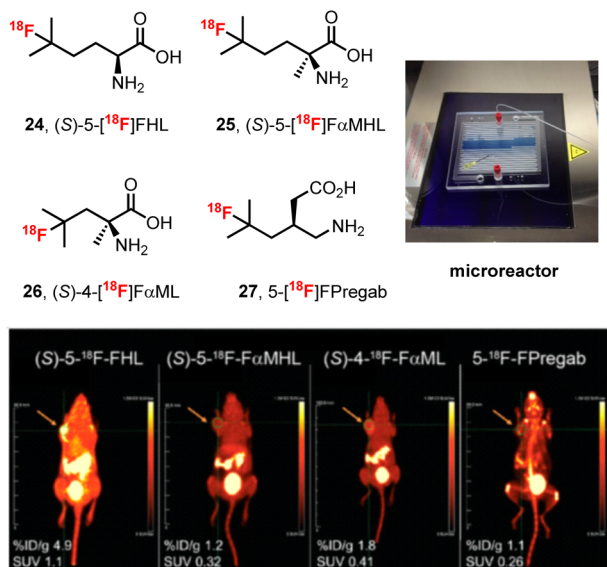 18F
O
OH
NH2
24, (S)-5-[18F]FHL
18F
O
OH
NH2
25, (S)-5-[18F]FαMHL
18F
O
OH
NH2
26, (S)-4-[18F]FαML
18F
CO2H
NH2
27, 5-[18F]FPregab
microreactor
(S)-5-18F-FHL
(S)-5-18F-FαMHL
(S)-4-18F-FαML
5-18F-FPregab
%ID/g 4.9
SUV 1.1
%ID/g 1.2
SUV 0.32
%ID/g 1.8
SUV 0.41
%ID/g 1.1
SUV 0.26